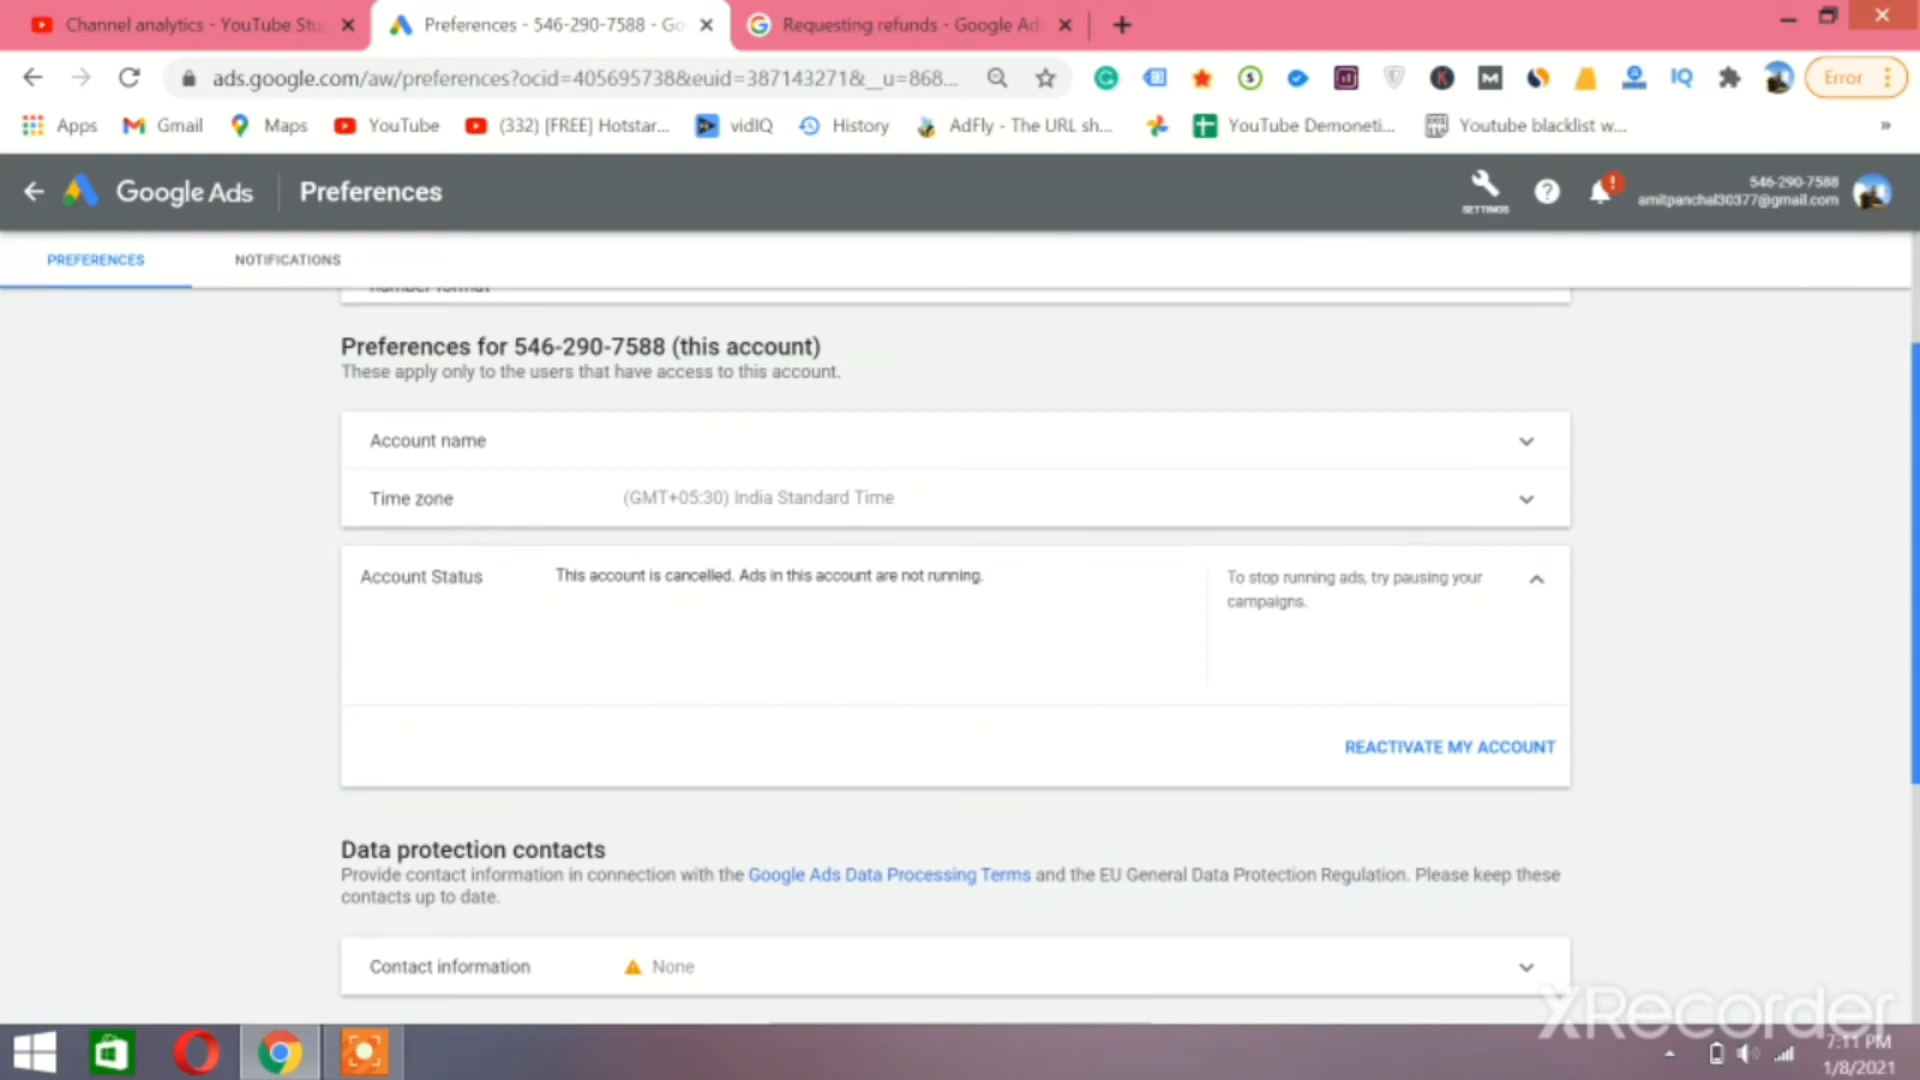 Channel analytics - YouTube Stu
Preferences - 546-290-7588 - Go
Requesting refunds - Google Ad
ads.google.com/aw/preferences?ocid=405695738&euid=387143271&__u=868...
Error
Apps
Gmail
Maps
YouTube
(332) [FREE] Hotstar...
vidIQ
History
AdFly - The URL sh...
YouTube Demoneti...
Youtube blacklist w...
Google Ads
Preferences
SETTINGS
546-290-7588
amitpanchal30377@gmail.com
PREFERENCES
NOTIFICATIONS
number format
Preferences for 546-290-7588 (this account)
These apply only to the users that have access to this account.
Account name
Time zone
(GMT+05:30) India Standard Time
Account Status
This account is cancelled. Ads in this account are not running.
To stop running ads, try pausing your
campaigns.
REACTIVATE MY ACCOUNT
Data protection contacts
Provide contact information in connection with the Google Ads Data Processing Terms and the EU General Data Protection Regulation. Please keep these
contacts up to date.
Contact information
None
XRecorder
7:11 PM
1/8/2021